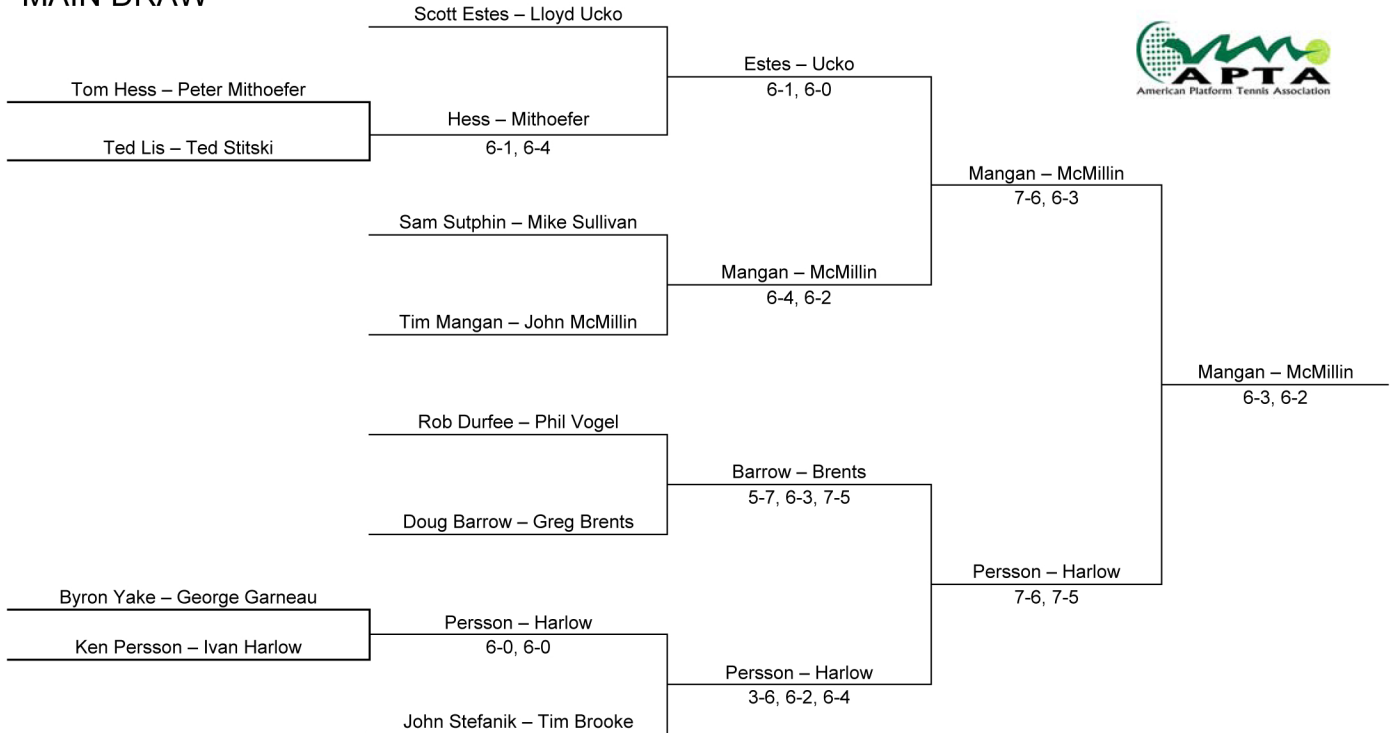 MAIN DRAW
Scott Estes – Lloyd Ucko
Estes – Ucko
6-1, 6-0
APTA
American Platform Tennis Association
Tom Hess – Peter Mithoefer
Hess – Mithoefer
6-1, 6-4
Ted Lis – Ted Stitski
Mangan – McMillin
7-6, 6-3
Sam Sutphin – Mike Sullivan
Mangan – McMillin
6-4, 6-2
Tim Mangan – John McMillin
Mangan – McMillin
6-3, 6-2
Rob Durfee – Phil Vogel
Barrow – Brents
5-7, 6-3, 7-5
Doug Barrow – Greg Brents
Persson – Harlow
7-6, 7-5
Byron Yake – George Garneau
Persson – Harlow
6-0, 6-0
Ken Persson – Ivan Harlow
Persson – Harlow
3-6, 6-2, 6-4
John Stefanik – Tim Brooke